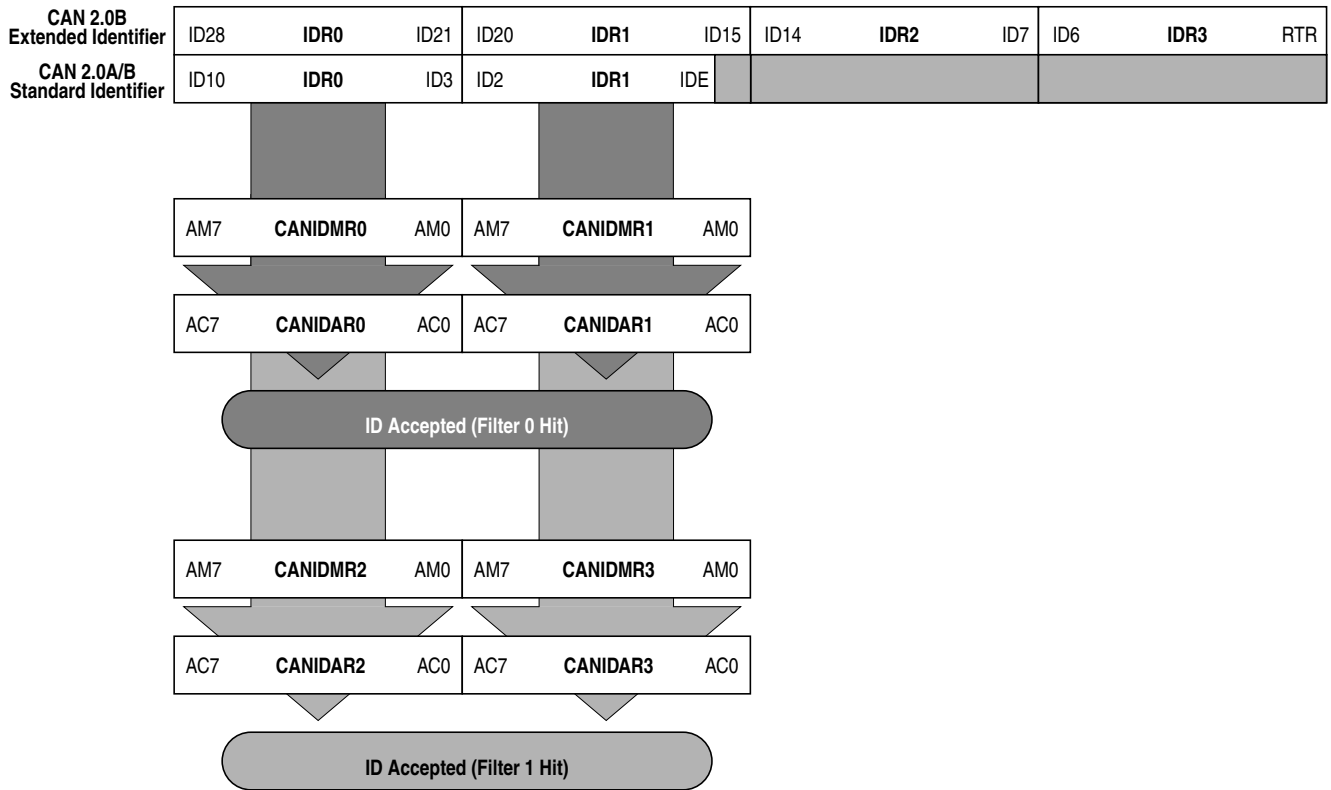 CAN 2.0B
Extended Identifier
ID28 IDR0 ID21 ID20 IDR1 ID15 ID14 IDR2 ID7 ID6 IDR3 RTR
CAN 2.0A/B
Standard Identifier
ID10 IDR0 ID3 ID2 IDR1 IDE
AM7 CANIDMR0 AM0 AM7 CANIDMR1 AM0
AC7 CANIDAR0 AC0 AC7 CANIDAR1 AC0
ID Accepted (Filter 0 Hit)
AM7 CANIDMR2 AM0 AM7 CANIDMR3 AM0
AC7 CANIDAR2 AC0 AC7 CANIDAR3 AC0
ID Accepted (Filter 1 Hit)